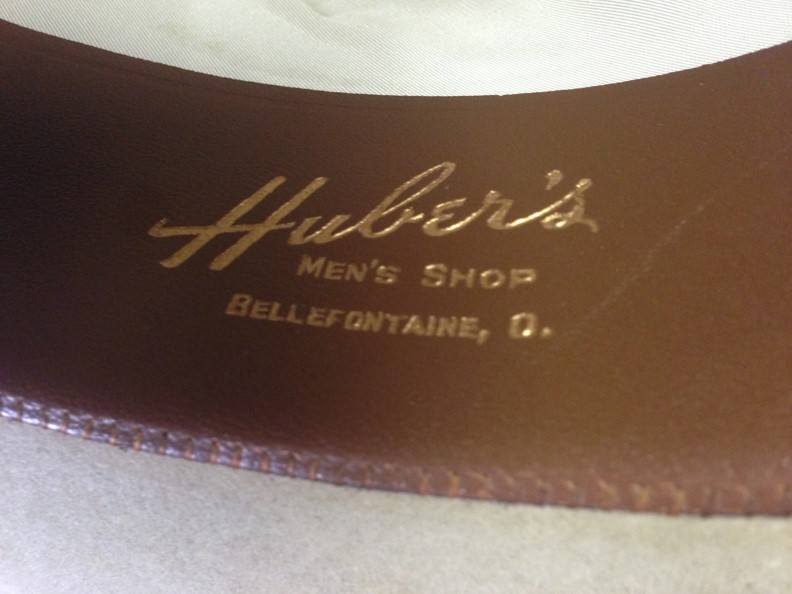 Huber's
MEN'S SHOP
BELLEFONTAINE, O.